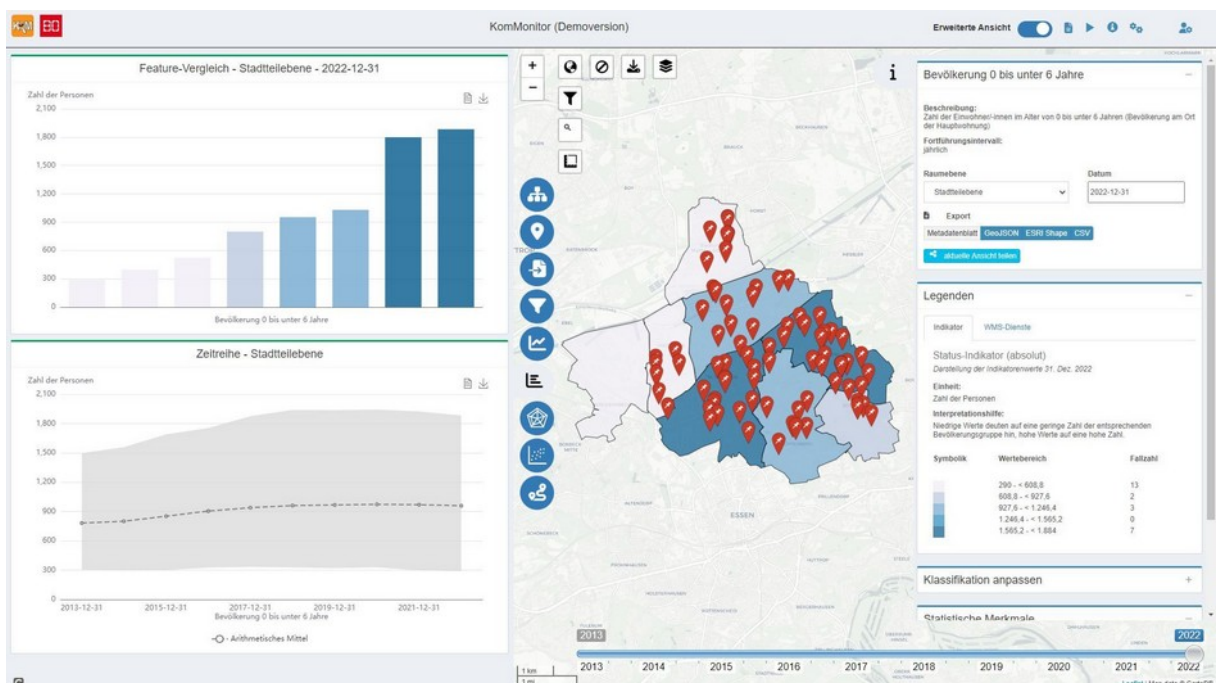 KomMonitor (Demoversion)
Erweiterte Ansicht
Feature-Vergleich - Stadtteilebene - 2022-12-31
Zahl der Personen
2,100
1,800
1,500
1,200
900
600
300
0
Bevölkerung 0 bis unter 6 Jahre
Zeitreihe - Stadtteilebene
Zahl der Personen
2,100
1,800
1,500
1,200
900
600
300
0
2013-12-31 2015-12-31 2017-12-31 2019-12-31 2021-12-31
Bevölkerung 0 bis unter 6 Jahre
Arithmetisches Mittel
+
−
i
ESSEN
1 km
1 mi
2013
2022
2013 2014 2015 2016 2017 2018 2019 2020 2021 2022
Bevölkerung 0 bis unter 6 Jahre
Beschreibung:
Zahl der Einwohner/-innen im Alter von 0 bis unter 6 Jahren (Bevölkerung am Ort
der Hauptwohnung)
Fortführungsintervall:
jährlich
Raumebene Datum
Stadtteilebene 2022-12-31
Export
Metadatenblatt GeoJSON ESRI Shape CSV
aktuelle Ansicht teilen
Legenden
Indikator WMS-Dienste
Status-Indikator (absolut)
Darstellung der Indikatorenwerte 31. Dez. 2022
Einheit:
Zahl der Personen
Interpretationshilfe:
Niedrige Werte deuten auf eine geringe Zahl der entsprechenden
Bevölkerungsgruppe hin, hohe Werte auf eine hohe Zahl.
Symbolik Wertebereich Fallzahl
290 - < 608,8 13
608,8 - < 927,6 2
927,6 - < 1.246,4 3
1.246,4 - < 1.565,2 0
1.565,2 - < 1.884 7
Klassifikation anpassen
Statistische Merkmale